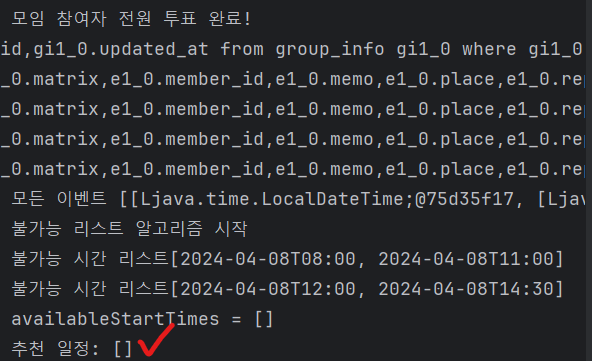 모임 참여자 전원 투표 완료!
id,gi1_0.updated_at from group_info gi1_0 where gi1_0
_0.matrix,e1_0.member_id,e1_0.memo,e1_0.place,e1_0.rep
_0.matrix,e1_0.member_id,e1_0.memo,e1_0.place,e1_0.rep
_0.matrix,e1_0.member_id,e1_0.memo,e1_0.place,e1_0.rep
_0.matrix,e1_0.member_id,e1_0.memo,e1_0.place,e1_0.rep
모든 이벤트 [[Ljava.time.LocalDateTime;@75d35f17, [Ljav
불가능 리스트 알고리즘 시작
불가능 시간 리스트[2024-04-08T08:00, 2024-04-08T11:00]
불가능 시간 리스트[2024-04-08T12:00, 2024-04-08T14:30]
availableStartTimes = []
추천 일정: []